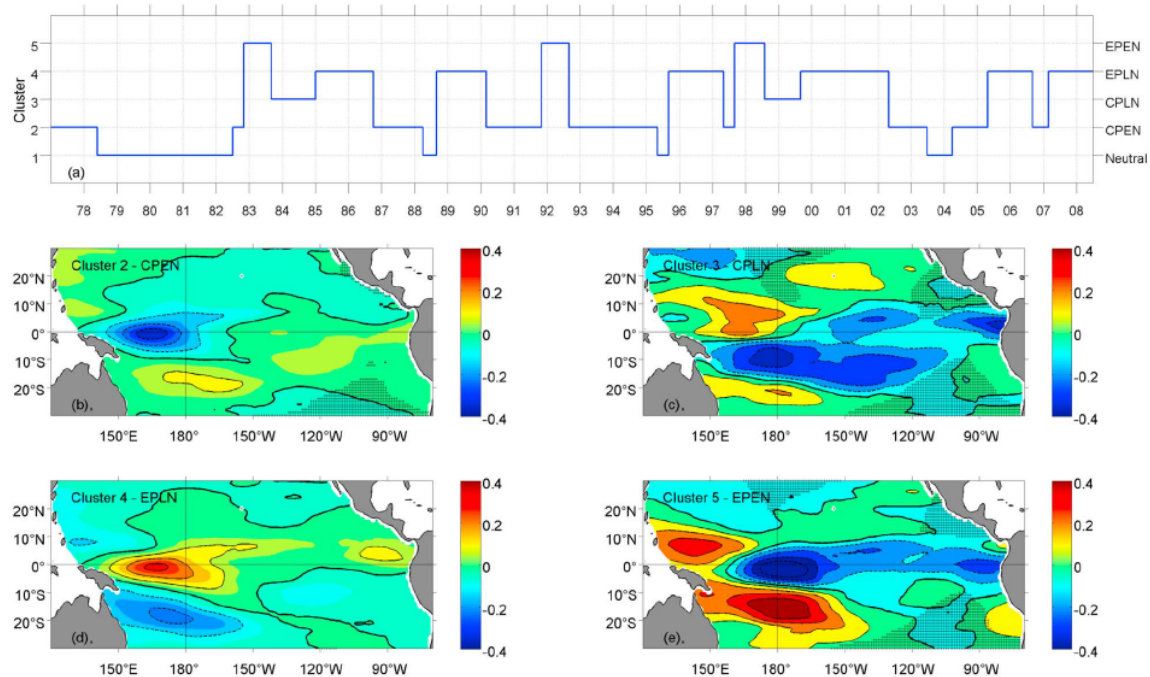 5
4
3
2
1
Cluster
EPEN
EPLN
CPLN
CPEN
Neutral
(a)
78 79 80 81 82 83 84 85 86 87 88 89 90 91 92 93 94 95 96 97 98 99 00 01 02 03 04 05 06 07 08
Cluster 2 - CPEN
20°N
10°N
0°
10°S
20°S
(b),
150°E 180° 150°W 120°W 90°W
0.4
0.2
0
-0.2
-0.4
Cluster 3 - CPLN
20°N
10°N
0°
10°S
20°S
(c),
150°E 180° 150°W 120°W 90°W
0.4
0.2
0
-0.2
-0.4
Cluster 4 - EPLN
20°N
10°N
0°
10°S
20°S
(d),
150°E 180° 150°W 120°W 90°W
0.4
0.2
0
-0.2
-0.4
Cluster 5 - EPEN
20°N
10°N
0°
10°S
20°S
(e),
150°E 180° 150°W 120°W 90°W
0.4
0.2
0
-0.2
-0.4